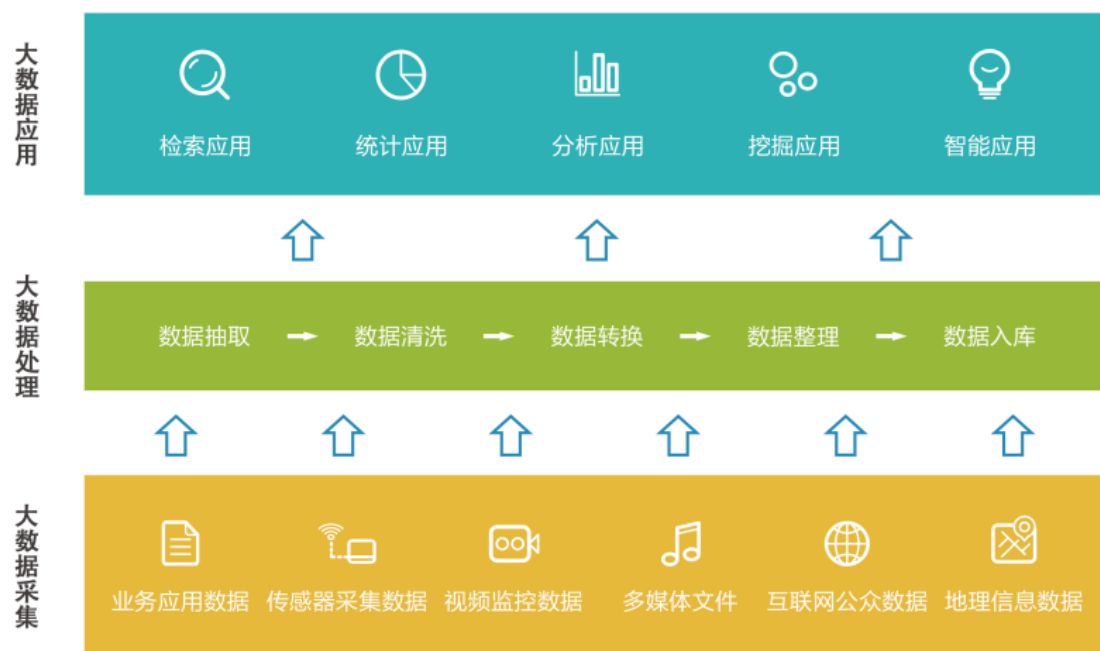 大数据应用
检索应用
统计应用
分析应用
挖掘应用
智能应用
大数据处理
数据抽取
数据清洗
数据转换
数据整理
数据入库
大数据采集
业务应用数据
传感器采集数据
视频监控数据
多媒体文件
互联网公众数据
地理信息数据